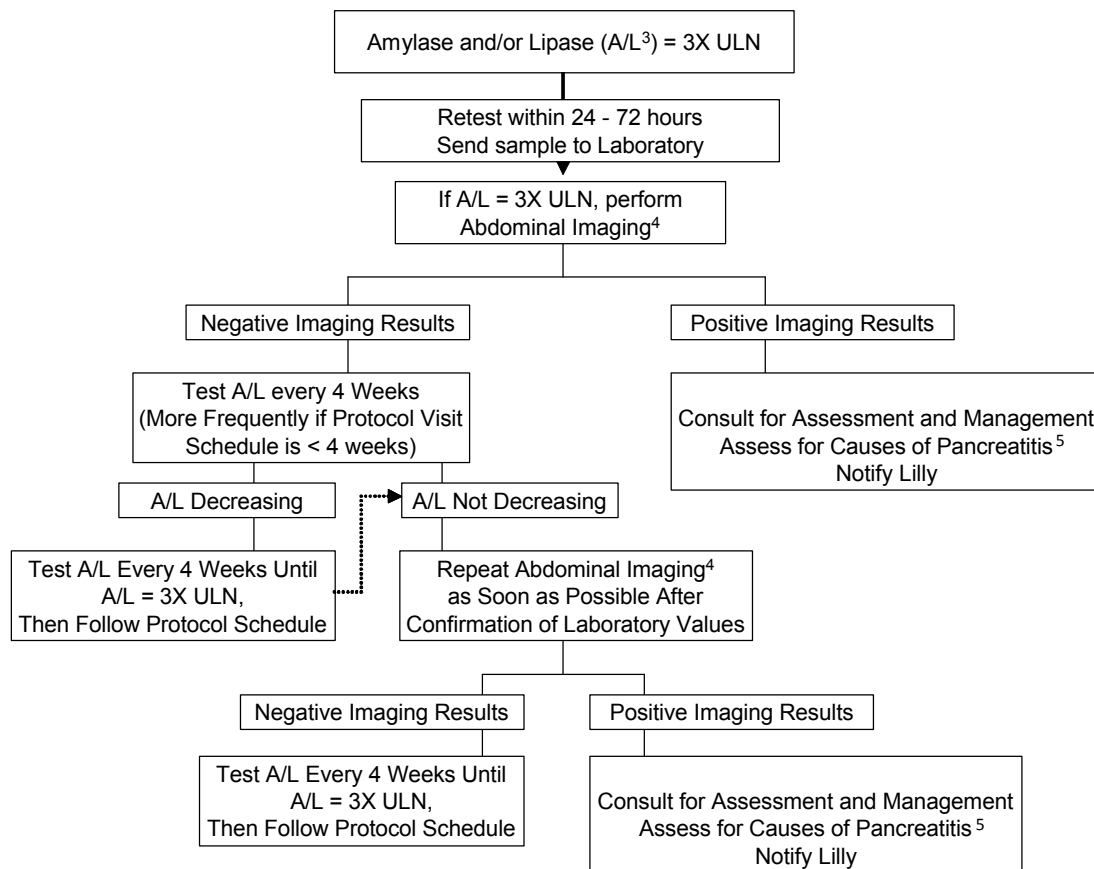 Amylase and/or Lipase (A/L³) = 3X ULN
Retest within 24 - 72 hours
Send sample to Laboratory
If A/L = 3X ULN, perform
Abdominal Imaging⁴
Negative Imaging Results
Positive Imaging Results
Test A/L every 4 Weeks
(More Frequently if Protocol Visit
Schedule is < 4 weeks)
Consult for Assessment and Management
Assess for Causes of Pancreatitis⁵
Notify Lilly
A/L Decreasing
A/L Not Decreasing
Test A/L Every 4 Weeks Until
A/L = 3X ULN,
Then Follow Protocol Schedule
Repeat Abdominal Imaging⁴
as Soon as Possible After
Confirmation of Laboratory Values
Negative Imaging Results
Positive Imaging Results
Test A/L Every 4 Weeks Until
A/L = 3X ULN,
Then Follow Protocol Schedule
Consult for Assessment and Management
Assess for Causes of Pancreatitis⁵
Notify Lilly